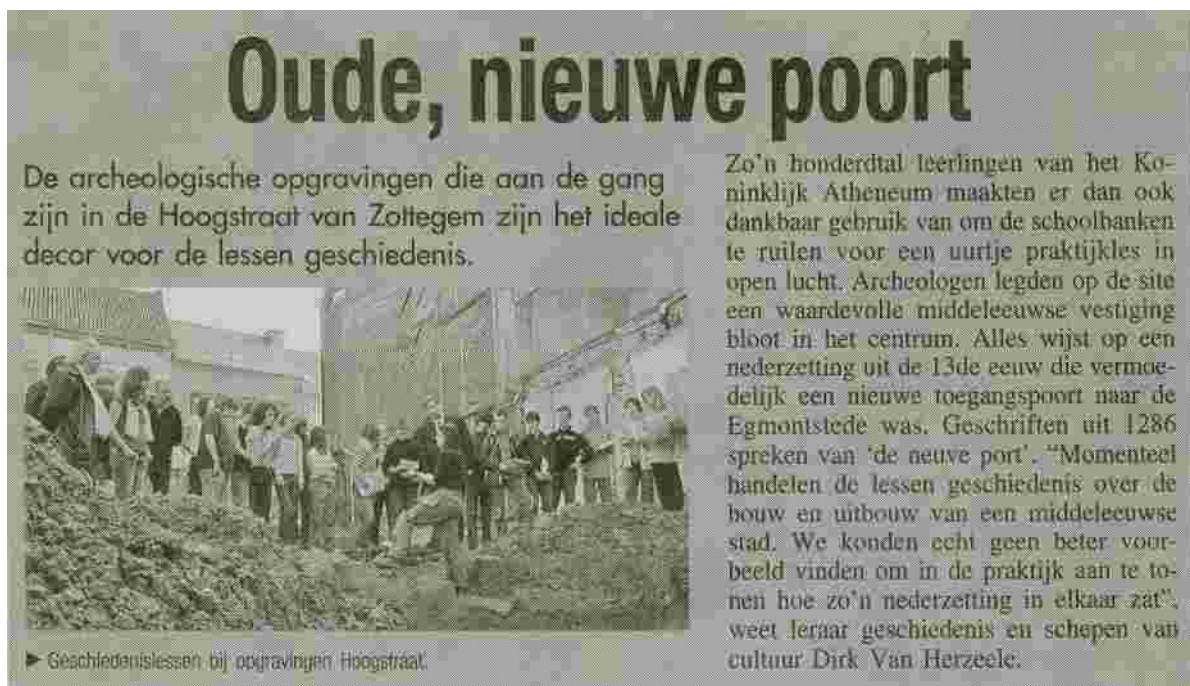 Oude, nieuwe poort
De archeologische opgravingen die aan de gang
zijn in de Hoogstraat van Zottegem zijn het ideale
decor voor de lessen geschiedenis.
► Geschiedenislessen bij opgravingen Hoogstraat.
Zo'n honderdtal leerlingen van het Ko-
ninklijk Atheneum maakten er dan ook
dankbaar gebruik van om de schoolbanken
te ruilen voor een uurtje praktijkles in
open lucht. Archeologen legden op de site
een waardevolle middeleeuwse vestiging
bloot in het centrum. Alles wijst op een
nederzetting uit de 13de eeuw die vermoe-
delijk een nieuwe toegangspoort naar de
Egmontstede was. Geschriften uit 1286
spreken van 'de neuve port'. "Momenteel
handelen de lessen geschiedenis over de
bouw en uitbouw van een middeleeuwse
stad. We konden echt geen beter voor-
beeld vinden om in de praktijk aan te to-
nen hoe zo'n nederzetting in elkaar zat",
weet leraar geschiedenis en schepen van
cultuur Dirk Van Herzeele.